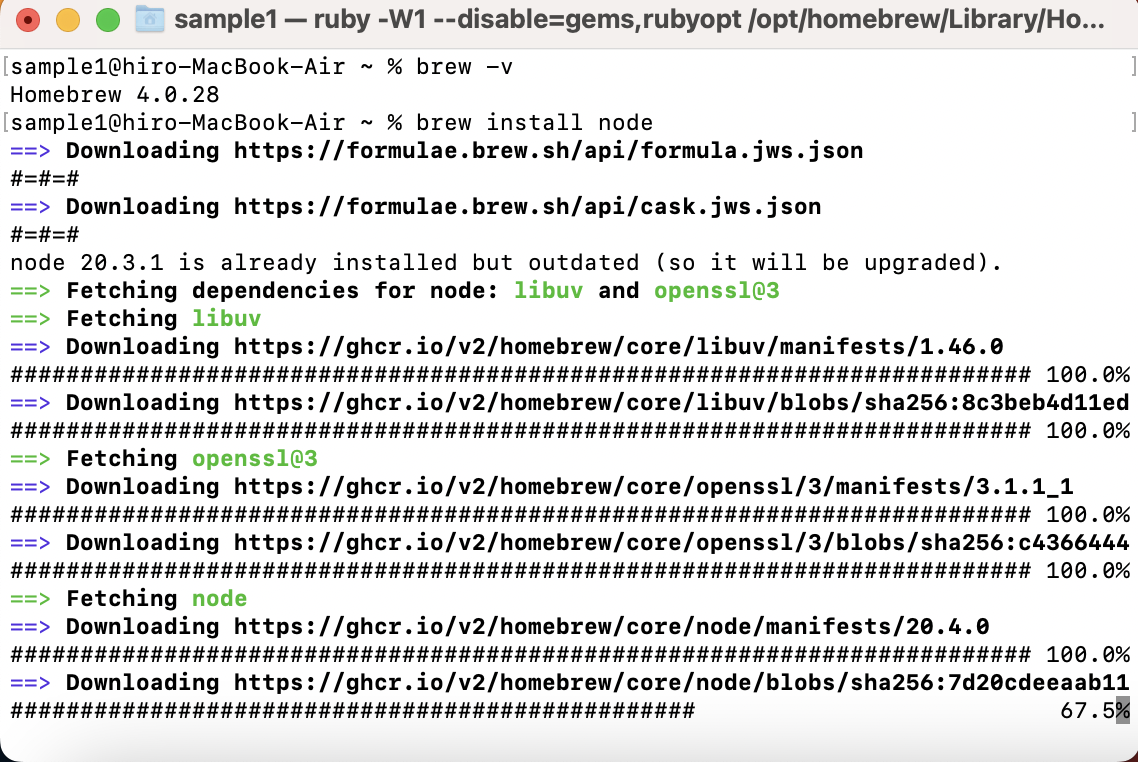 sample1 — ruby -W1 --disable=gems,rubyopt /opt/homebrew/Library/Ho...
[sample1@hiro-MacBook-Air ~ % brew -v ]
Homebrew 4.0.28
[sample1@hiro-MacBook-Air ~ % brew install node ]
==> Downloading https://formulae.brew.sh/api/formula.jws.json
#=#=#
==> Downloading https://formulae.brew.sh/api/cask.jws.json
#=#=#
node 20.3.1 is already installed but outdated (so it will be upgraded).
==> Fetching dependencies for node: libuv and openssl@3
==> Fetching libuv
==> Downloading https://ghcr.io/v2/homebrew/core/libuv/manifests/1.46.0
######################################################################### 100.0%
==> Downloading https://ghcr.io/v2/homebrew/core/libuv/blobs/sha256:8c3beb4d11ed
######################################################################### 100.0%
==> Fetching openssl@3
==> Downloading https://ghcr.io/v2/homebrew/core/openssl/3/manifests/3.1.1_1
######################################################################### 100.0%
==> Downloading https://ghcr.io/v2/homebrew/core/openssl/3/blobs/sha256:c4366444
######################################################################### 100.0%
==> Fetching node
==> Downloading https://ghcr.io/v2/homebrew/core/node/manifests/20.4.0
######################################################################### 100.0%
==> Downloading https://ghcr.io/v2/homebrew/core/node/blobs/sha256:7d20cdeeaab11
################################################# 67.5%